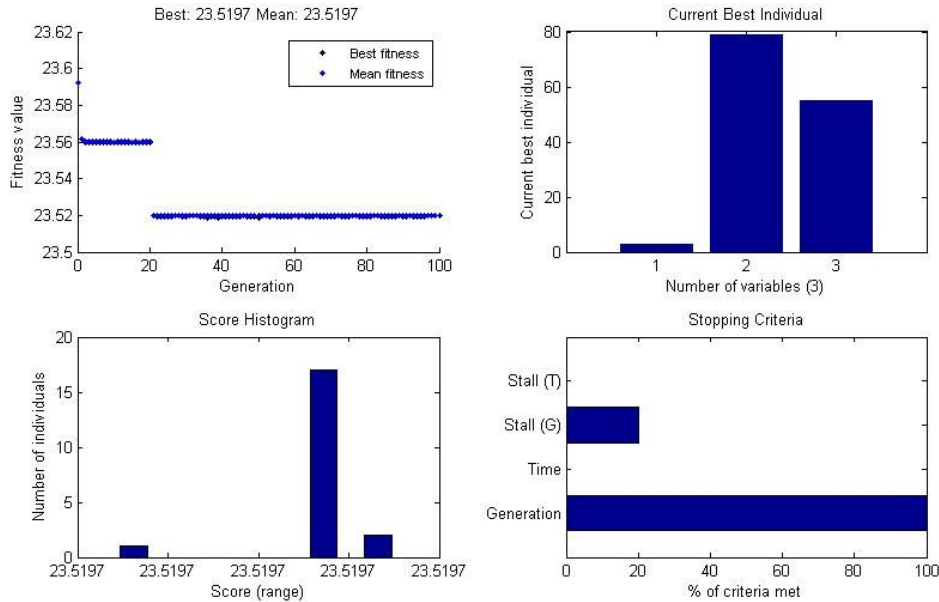 Best: 23.5197 Mean: 23.5197
23.62
23.6
23.58
23.56
23.54
23.52
23.5
Fitness value
Best fitness
Mean fitness
0 20 40 60 80 100
Generation
Current Best Individual
80
60
40
20
0
Current best individual
1 2 3
Number of variables (3)
Score Histogram
20
15
10
5
0
Number of individuals
23.5197 23.5197 23.5197 23.5197 23.5197
Score (range)
Stopping Criteria
Stall (T)
Stall (G)
Time
Generation
0 20 40 60 80 100
% of criteria met